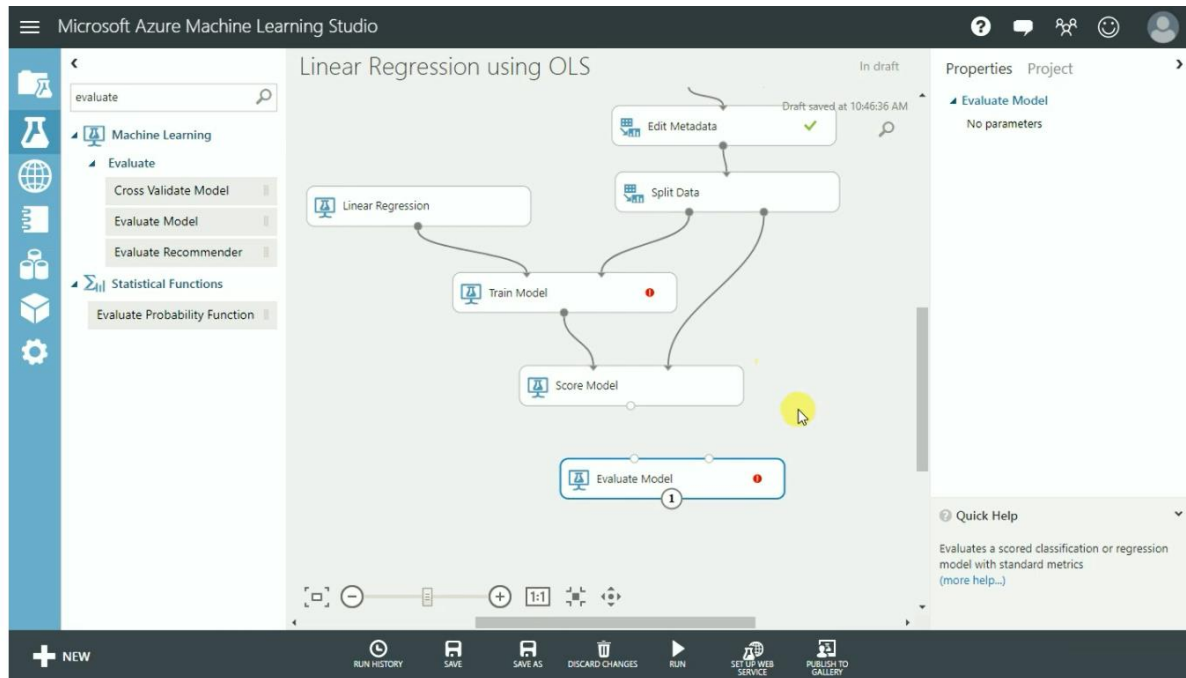 Microsoft Azure Machine Learning Studio
?
evaluate
Machine Learning
Evaluate
Cross Validate Model
Evaluate Model
Evaluate Recommender
Statistical Functions
Evaluate Probability Function
Linear Regression using OLS
In draft
Draft saved at 10:46:36 AM
Edit Metadata
Split Data
Linear Regression
Train Model
Score Model
Evaluate Model
1
1:1
Properties Project
Evaluate Model
No parameters
Quick Help
Evaluates a scored classification or regression
model with standard metrics
(more help...)
NEW
RUN HISTORY
SAVE
SAVE AS
DISCARD CHANGES
RUN
SET UP WEB
SERVICE
PUBLISH TO
GALLERY